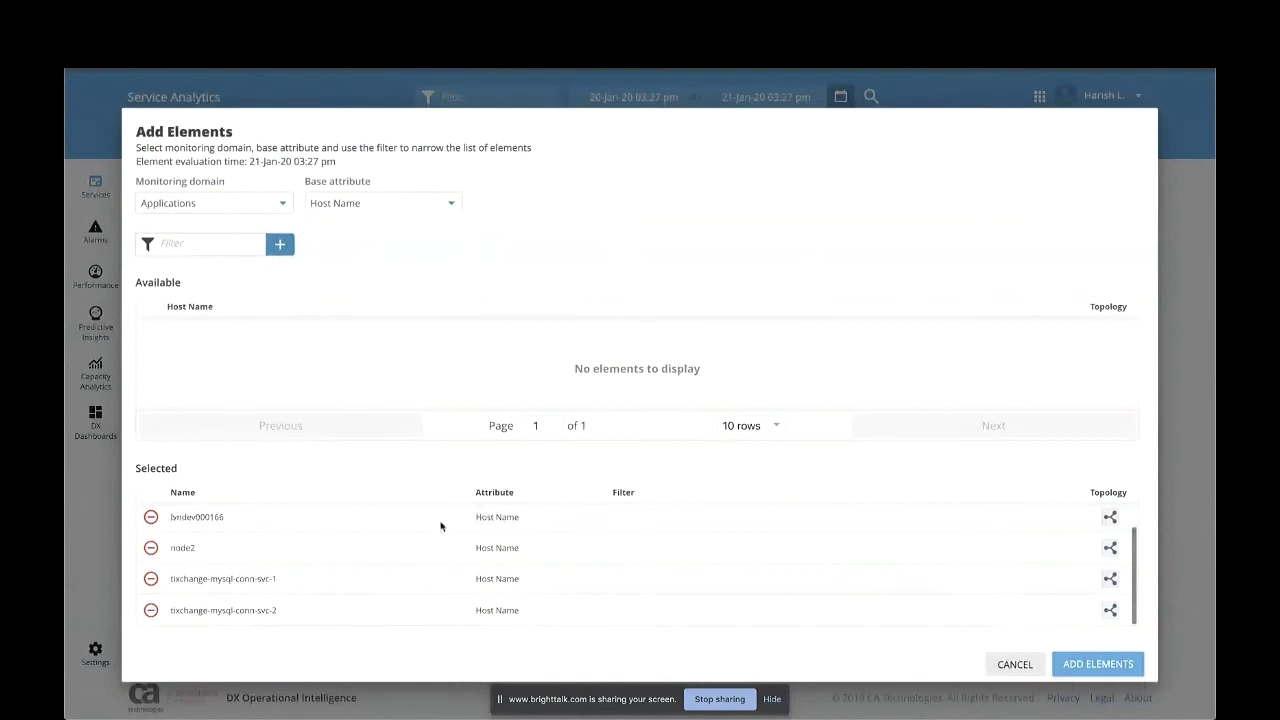 Service Analytics
Filter
20-Jan-20 03:27 pm
21-Jan-20 03:27 pm
Harish L.
Add Elements
Select monitoring domain, base attribute and use the filter to narrow the list of elements
Element evaluation time: 21-Jan-20 03:27 pm
Monitoring domain
Base attribute
Applications
Host Name
Filter
+
Services
Alarms
Performance
Predictive
Insights
Capacity
Analytics
DX
Dashboards
Settings
Available
Host Name
Topology
No elements to display
Previous
Page 1 of 1
10 rows
Next
Selected
Name
Attribute
Filter
Topology
lvndev000166
Host Name
node2
Host Name
tixchange-mysql-conn-svc-1
Host Name
tixchange-mysql-conn-svc-2
Host Name
CANCEL
ADD ELEMENTS
ca
technologies
DX Operational Intelligence
www.brighttalk.com is sharing your screen.
Stop sharing
Hide
© 2019 CA Technologies. All Rights Reserved.
Privacy
Legal
About